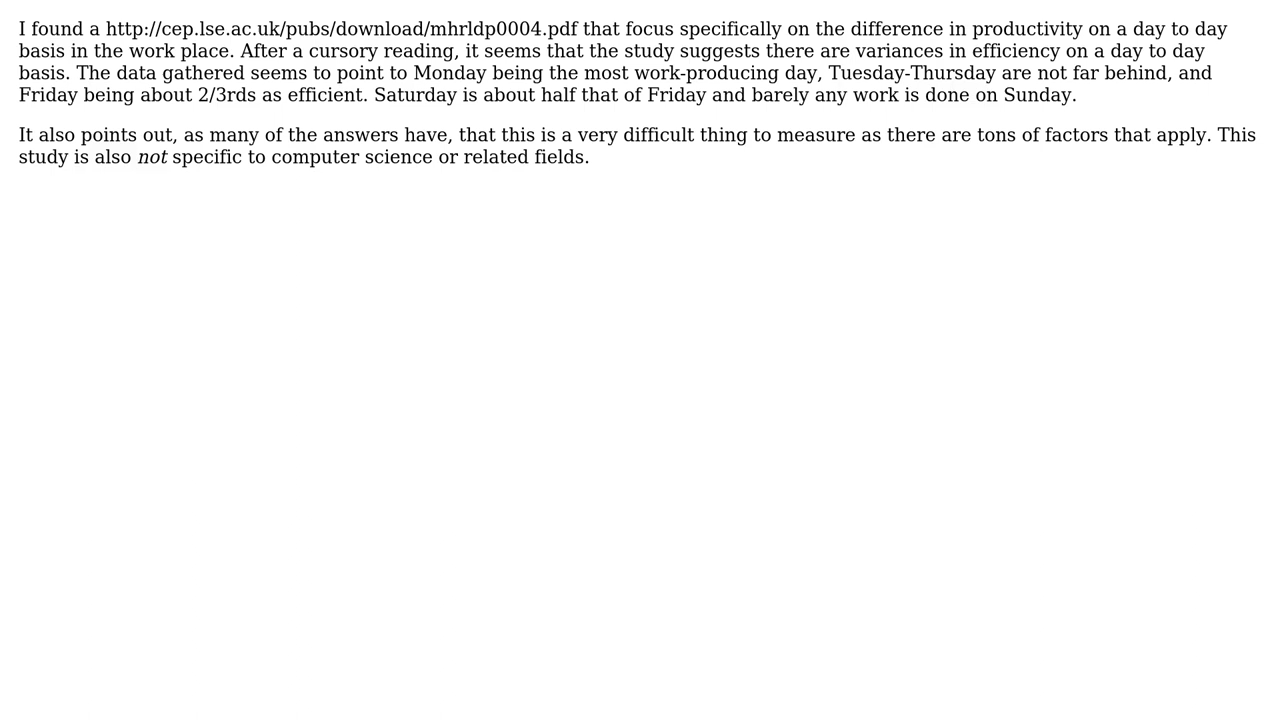 I found a http://cep.lse.ac.uk/pubs/download/mhrldp0004.pdf that focus specifically on the difference in productivity on a day to day
basis in the work place. After a cursory reading, it seems that the study suggests there are variances in efficiency on a day to day
basis. The data gathered seems to point to Monday being the most work-producing day, Tuesday-Thursday are not far behind, and
Friday being about 2/3rds as efficient. Saturday is about half that of Friday and barely any work is done on Sunday.
It also points out, as many of the answers have, that this is a very difficult thing to measure as there are tons of factors that apply. This
study is also not specific to computer science or related fields.